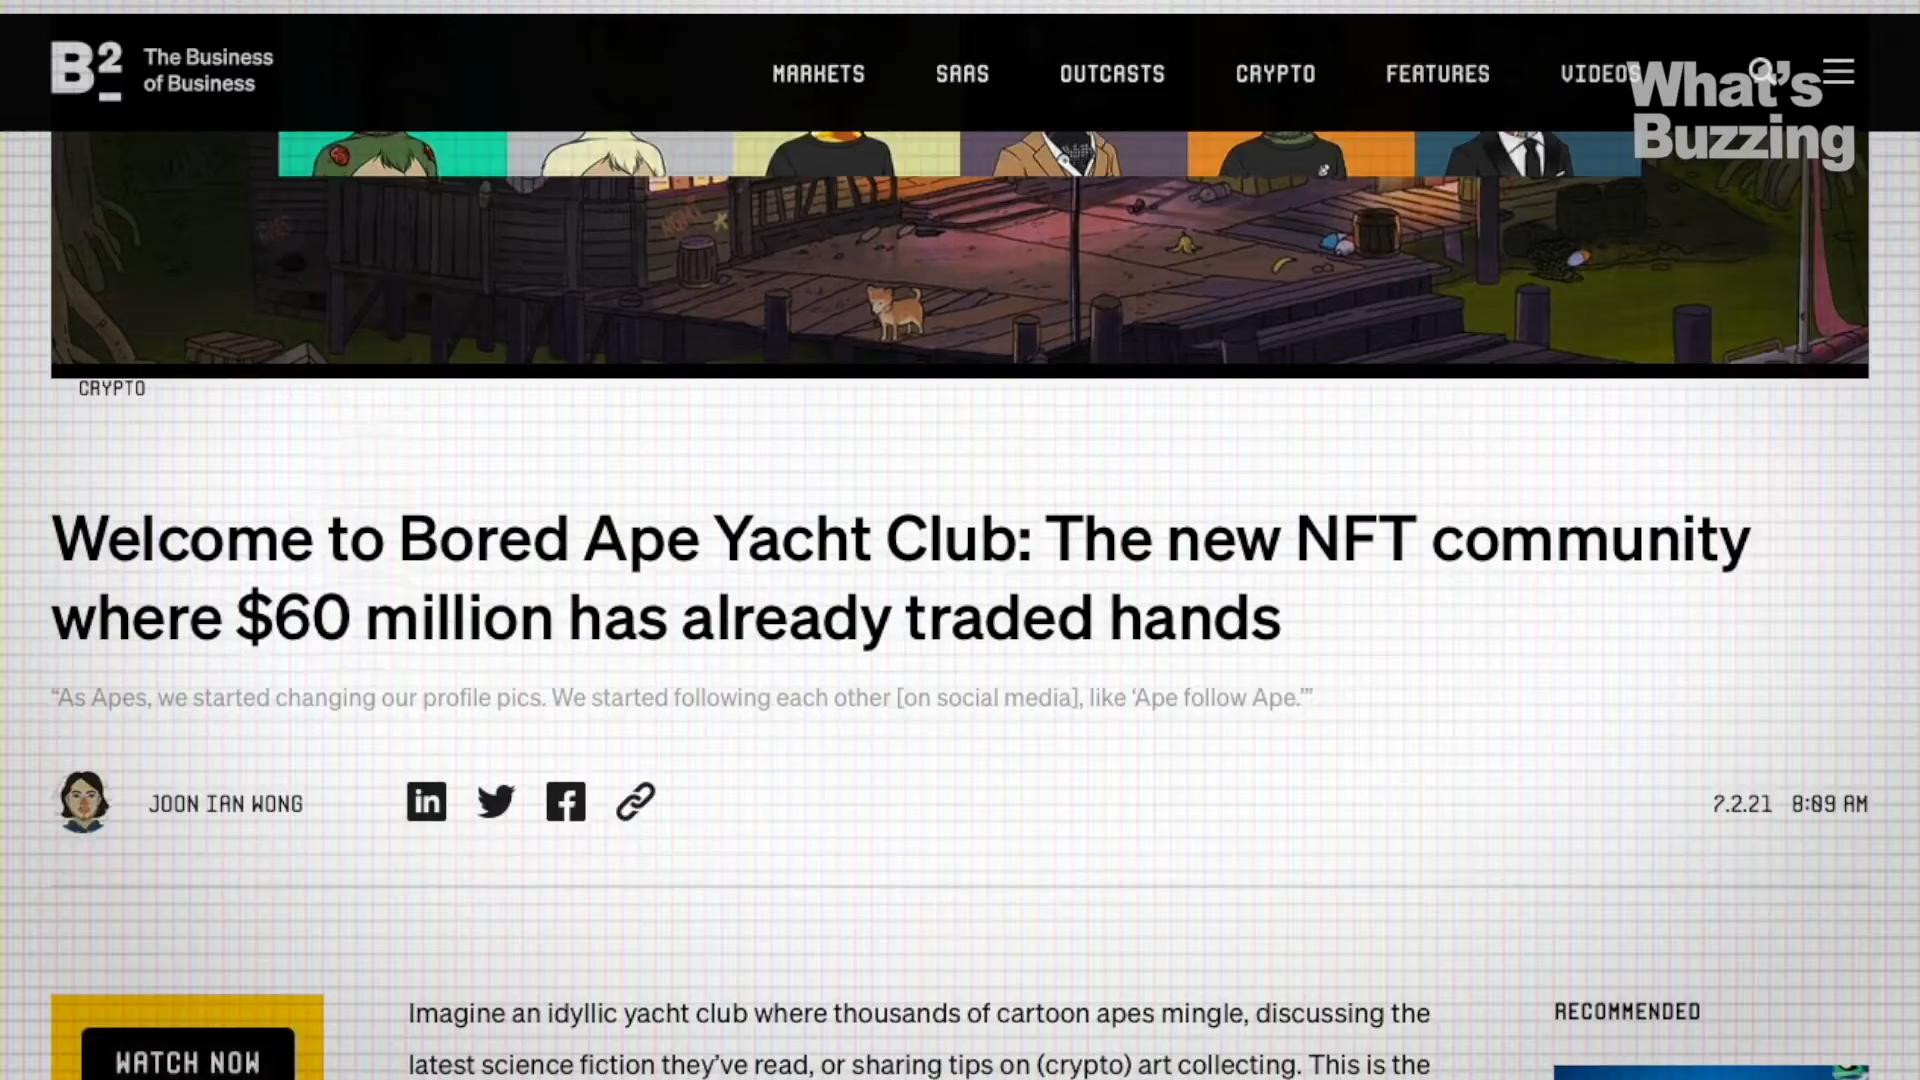 B2
The Business
of Business
MARKETS
SAAS
OUTCASTS
CRYPTO
FEATURES
VIDEOS
What's
Buzzing
CRYPTO
Welcome to Bored Ape Yacht Club: The new NFT community
where $60 million has already traded hands
“As Apes, we started changing our profile pics. We started following each other [on social media], like ‘Ape follow Ape.’”
JOON IAN WONG
in
7.2.21 8:09 AM
WATCH NOW
Imagine an idyllic yacht club where thousands of cartoon apes mingle, discussing the
latest science fiction they’ve read, or sharing tips on (crypto) art collecting. This is the
RECOMMENDED